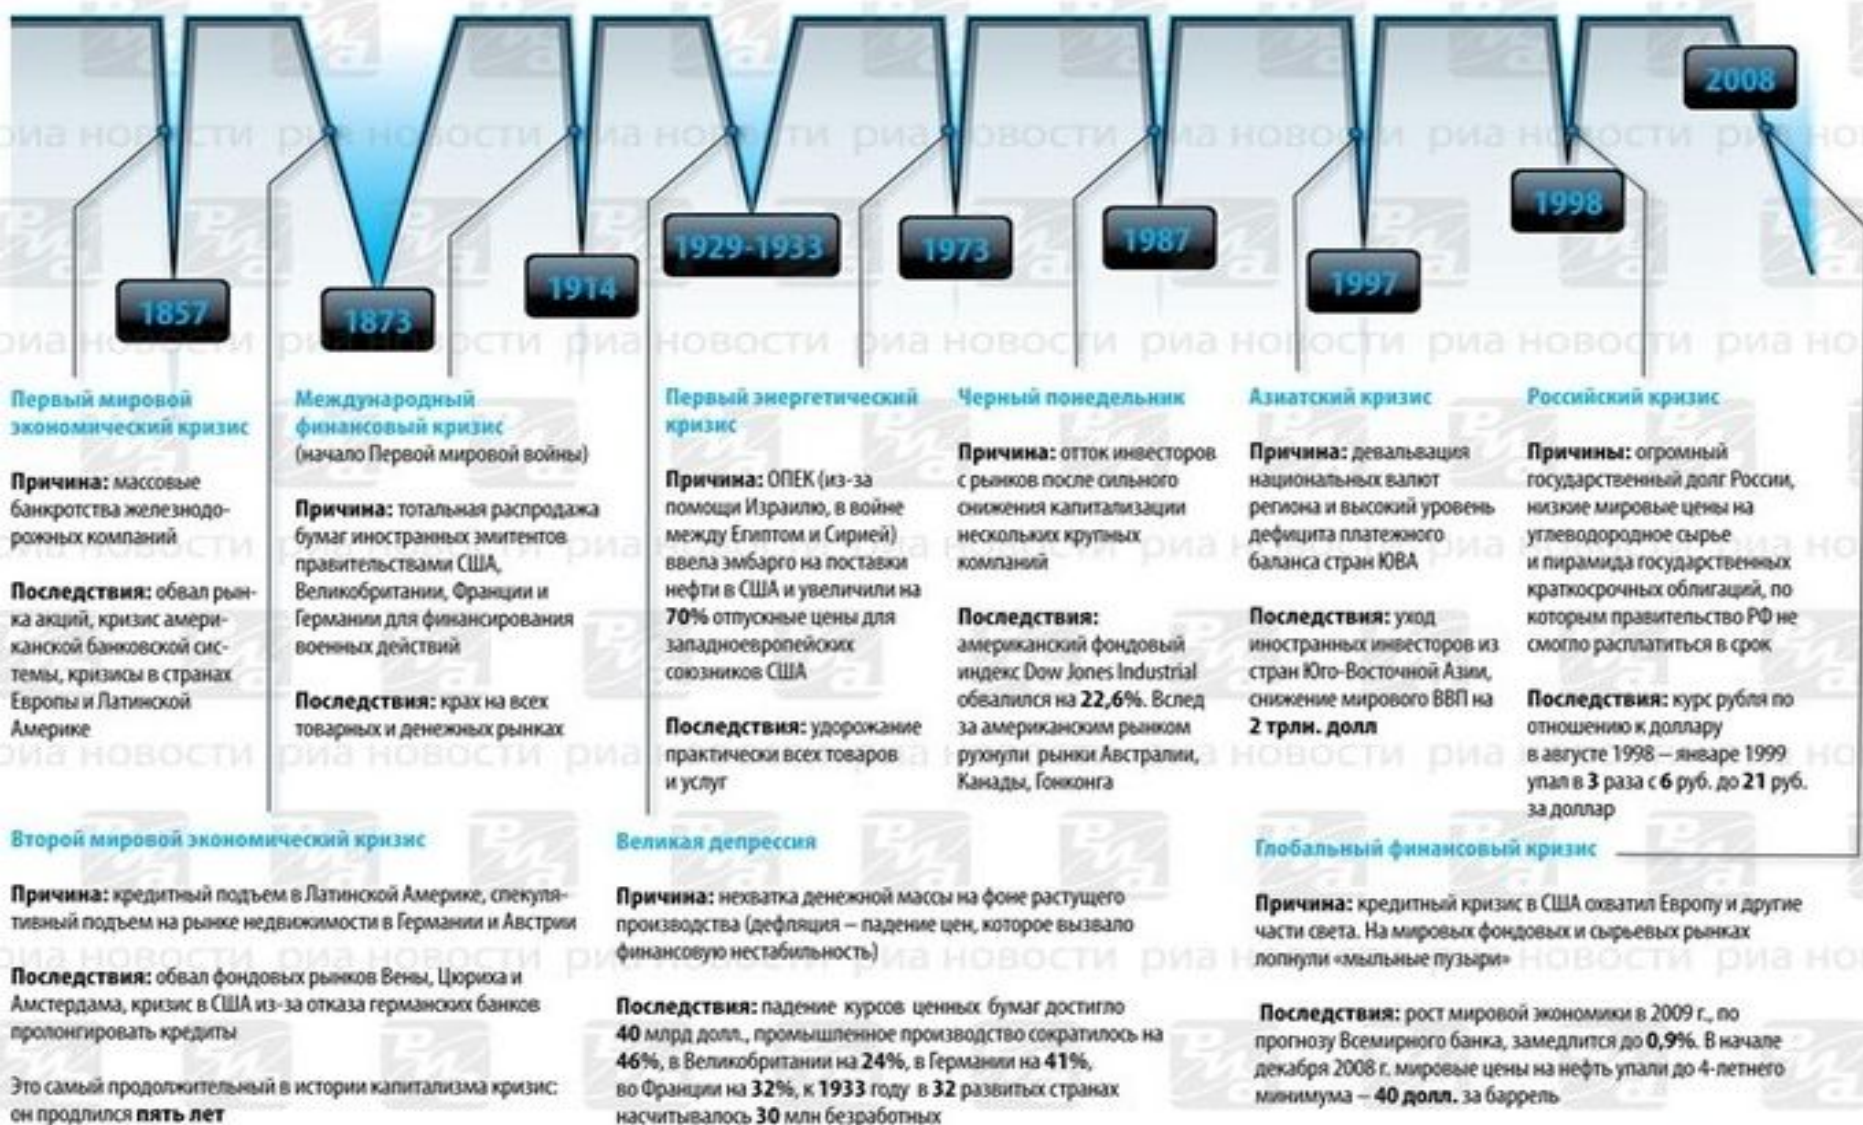 2008
1998
1929-1933
1973
1987
1997
1914
1857
1873
Первый мировой
экономический кризис
Причина: массовые
банкротства железнодо-
рожных компаний
Последствия: обвал рын-
ка акций, кризис амери-
канской банковской сис-
темы, кризисы в странах
Европы и Латинской
Америке
Международный
финансовый кризис
(начало Первой мировой войны)
Причина: тотальная распродажа
бумаг иностранных эмитентов
правительствами США,
Великобритании, Франции и
Германии для финансирования
военных действий
Последствия: крах на всех
товарных и денежных рынках
Первый энергетический
кризис
Причина: ОПЕК (из-за
помощи Израилю, в войне
между Египтом и Сирией)
ввела эмбарго на поставки
нефти в США и увеличили на
70% отпускные цены для
западноевропейских
союзников США
Последствия: удорожание
практически всех товаров
и услуг
Черный понедельник
Причина: отток инвесторов
с рынков после сильного
снижения капитализации
нескольких крупных
компаний
Последствия:
американский фондовый
индекс Dow Jones Industrial
обвалился на 22,6%. Вслед
за американским рынком
рухнули рынки Австралии,
Канады, Гонконга
Азиатский кризис
Причина: девальвация
национальных валют
региона и высокий уровень
дефицита платежного
баланса стран ЮВА
Последствия: уход
иностранных инвесторов из
стран Юго-Восточной Азии,
снижение мирового ВВП на
2 трлн. долл
Российский кризис
Причины: огромный
государственный долг России,
низкие мировые цены на
углеводородное сырье
и пирамида государственных
краткосрочных облигаций, по
которым правительство РФ не
смогло расплатиться в срок
Последствия: курс рубля по
отношению к доллару
в августе 1998 – январе 1999
упал в 3 раза с 6 руб. до 21 руб.
за доллар
Второй мировой экономический кризис
Причина: кредитный подъем в Латинской Америке, спекуля-
тивный подъем на рынке недвижимости в Германии и Австрии
Последствия: обвал фондовых рынков Вены, Цюриха и
Амстердама, кризис в США из-за отказа германских банков
пролонгировать кредиты
Это самый продолжительный в истории капитализма кризис:
он продлился пять лет
Великая депрессия
Причина: нехватка денежной массы на фоне растущего
производства (дефляция – падение цен, которое вызвало
финансовую нестабильность)
Последствия: падение курсов ценных бумаг достигло
40 млрд долл., промышленное производство сократилось на
46%, в Великобритании на 24%, в Германии на 41%,
во Франции на 32%, к 1933 году в 32 развитых странах
насчитывалось 30 млн безработных
Глобальный финансовый кризис
Причина: кредитный кризис в США охватил Европу и другие
части света. На мировых фондовых и сырьевых рынках
лопнули «мыльные пузыри»
Последствия: рост мировой экономики в 2009 г., по
прогнозу Всемирного банка, замедлится до 0,9%. В начале
декабря 2008 г. мировые цены на нефть упали до 4-летнего
минимума – 40 долл. за баррель
риа новости